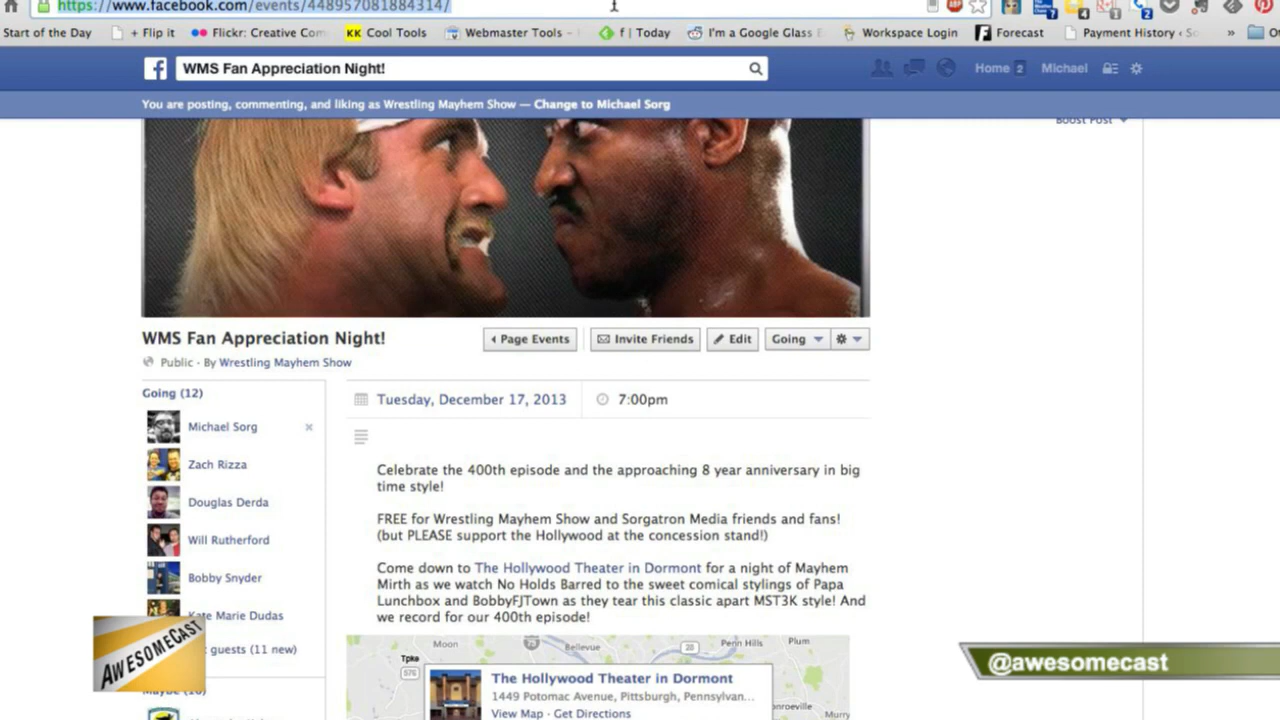 https://www.facebook.com/events/448957081884314/
Start of the Day
+ Flip it
Flickr: Creative Com
KK Cool Tools
Webmaster Tools -
f | Today
I'm a Google Glass E
Workspace Login
Forecast
Payment History ‹ So
»
WMS Fan Appreciation Night!
Home 2
Michael
You are posting, commenting, and liking as Wrestling Mayhem Show — Change to Michael Sorg
Boost Post
WMS Fan Appreciation Night!
Page Events
Invite Friends
Edit
Going
Public · By Wrestling Mayhem Show
Going (12)
Michael Sorg
Zach Rizza
Douglas Derda
Will Rutherford
Bobby Snyder
Kate Marie Dudas
guests (11 new)
Tuesday, December 17, 2013
7:00pm
Celebrate the 400th episode and the approaching 8 year anniversary in big
time style!
FREE for Wrestling Mayhem Show and Sorgatron Media friends and fans!
(but PLEASE support the Hollywood at the concession stand!)
Come down to The Hollywood Theater in Dormont for a night of Mayhem
Mirth as we watch No Holds Barred to the sweet comical stylings of Papa
Lunchbox and BobbyFJTown as they tear this classic apart MST3K style! And
we record for our 400th episode!
Moon
Bellevue
28
Penn Hills
Plum
Tpke
576
The Hollywood Theater in Dormont
1449 Potomac Avenue, Pittsburgh, Pennsylvan...
View Map · Get Directions
nroeville
Murry
AWESOMECAST
@awesomecast